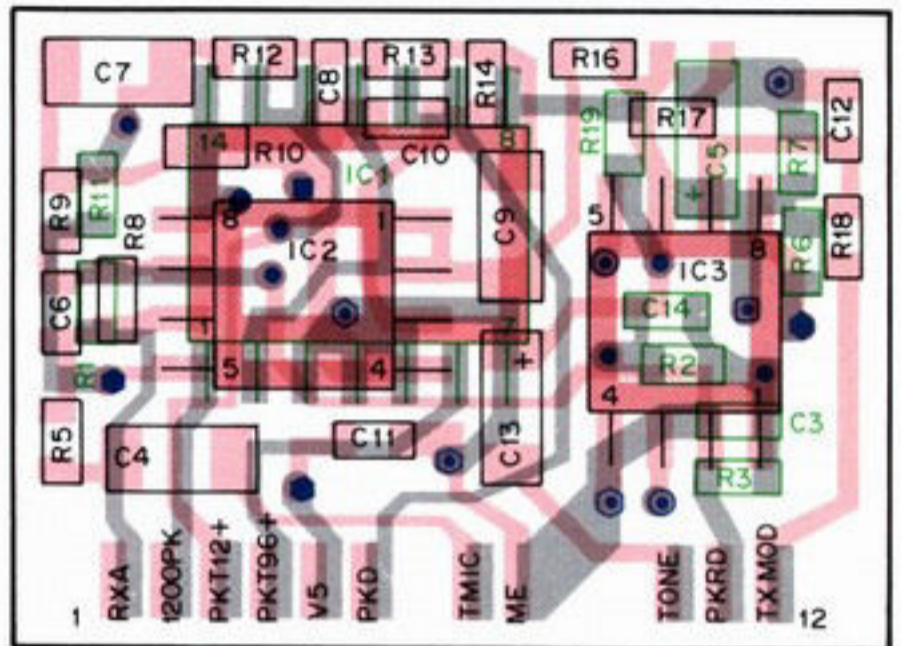 C7
R12
C8
R13
R14
R16
R19
R17
C5
+
R7
C12
14
R10
IC1
C10
8
R9
R11
R8
8
IC2
1
C9
5
IC3
8
R6
R18
C6
1
7
C14
R1
5
4
+
R2
4
R5
C4
C11
C13
C3
R3
1
RXA
1200PK
PKT12+
PKT96+
V5
PKD
TMIC
ME
TONE
PKRD
TXMOD
12